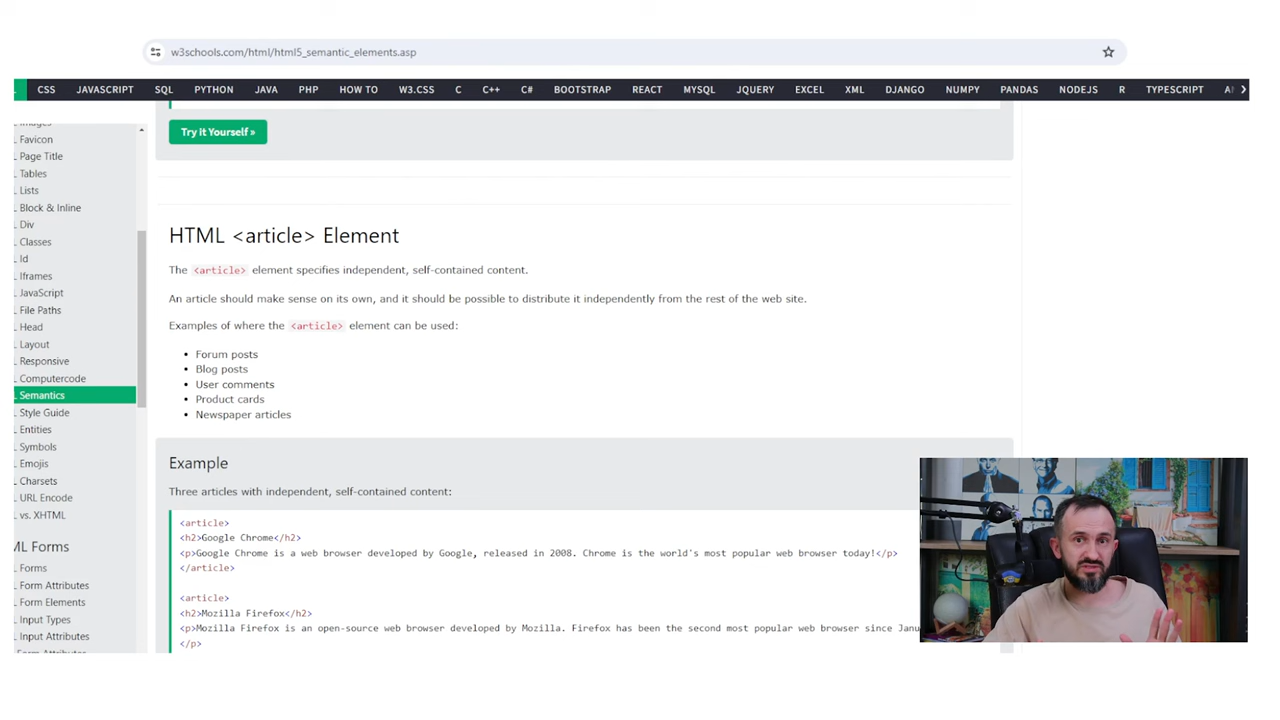 w3schools.com/html/html5_semantic_elements.asp
CSS JAVASCRIPT SQL PYTHON JAVA PHP HOW TO W3.CSS C C++ C# BOOTSTRAP REACT MYSQL JQUERY EXCEL XML DJANGO NUMPY PANDAS NODEJS R TYPESCRIPT
Images
Favicon
Page Title
Tables
Lists
Block & Inline
Div
Classes
Id
Iframes
JavaScript
File Paths
Head
Layout
Responsive
Computercode
Semantics
Style Guide
Entities
Symbols
Emojis
Charsets
URL Encode
vs. XHTML
ML Forms
Forms
Form Attributes
Form Elements
Input Types
Input Attributes
Form Attributes
Try It Yourself »
HTML <article> Element
The <article> element specifies independent, self-contained content.
An article should make sense on its own, and it should be possible to distribute it independently from the rest of the web site.
Examples of where the <article> element can be used:
• Forum posts
• Blog posts
• User comments
• Product cards
• Newspaper articles
Example
Three articles with independent, self-contained content:
<article>
<h2>Google Chrome</h2>
<p>Google Chrome is a web browser developed by Google, released in 2008. Chrome is the world's most popular web browser today!</p>
</article>
<article>
<h2>Mozilla Firefox</h2>
<p>Mozilla Firefox is an open-source web browser developed by Mozilla. Firefox has been the second most popular web browser since Janu
</p>